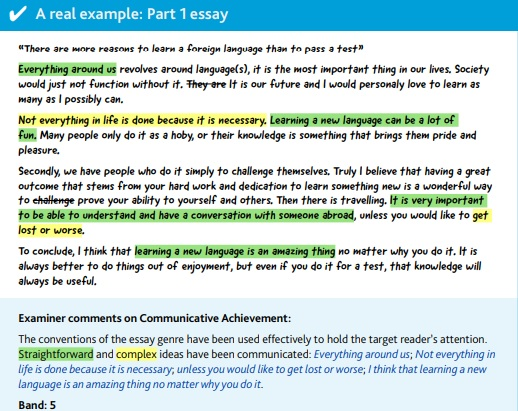 ✓ A real example: Part 1 essay
“There are more reasons to learn a foreign language than to pass a test”
Everything around us revolves around language(s), it is the most important thing in our lives. Society
would just not function without it. They are It is our future and I would personaly love to learn as
many as I possibly can.
Not everything in life is done because it is necessary. Learning a new language can be a lot of
fun. Many people only do it as a hoby, or their knowledge is something that brings them pride and
pleasure.
Secondly, we have people who do it simply to challenge themselves. Truly I believe that having a great
outcome that stems from your hard work and dedication to learn something new is a wonderful way
to challenge prove your ability to yourself and others. Then there is travelling. It is very important
to be able to understand and have a conversation with someone abroad, unless you would like to get
lost or worse.
To conclude, I think that learning a new language is an amazing thing no matter why you do it. It is
always better to do things out of enjoyment, but even if you do it for a test, that knowledge will
always be useful.
Examiner comments on Communicative Achievement:
The conventions of the essay genre have been used effectively to hold the target reader's attention.
Straightforward and complex ideas have been communicated: Everything around us; Not everything in
life is done because it is necessary; unless you would like to get lost or worse; I think that learning a new
language is an amazing thing no matter why you do it.
Band: 5